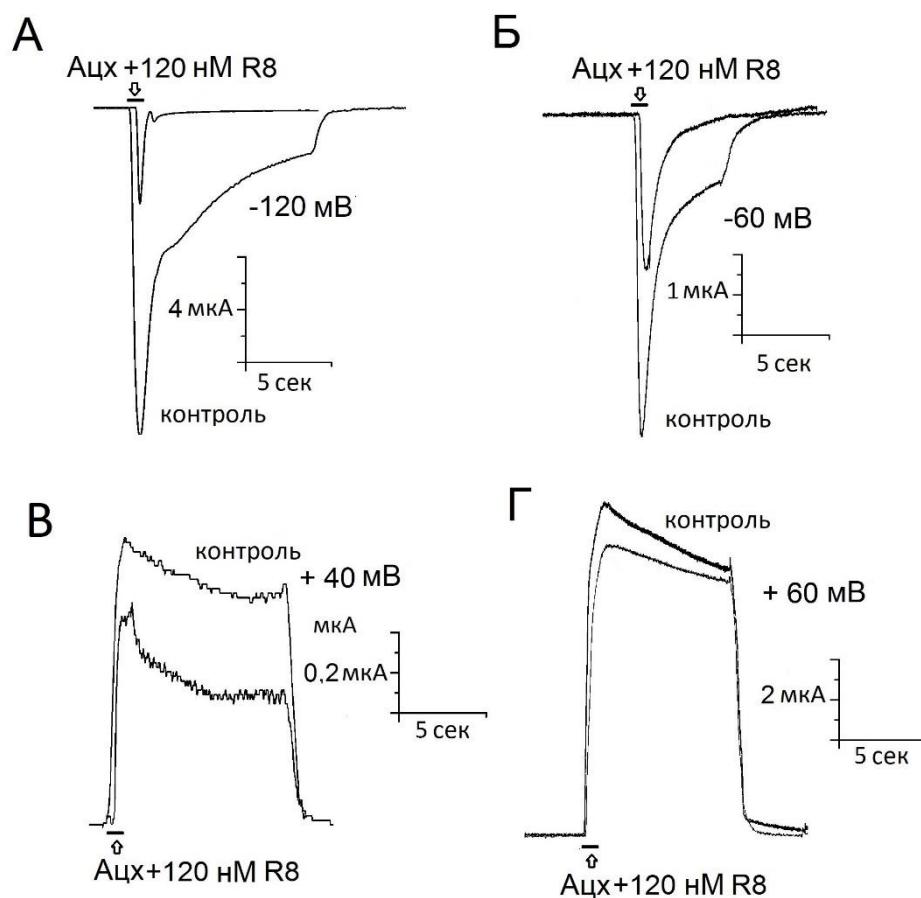 А
Ацх +120 нМ R8
-120 мВ
4 мкА
5 сек
контроль
Б
Ацх +120 нМ R8
-60 мВ
1 мкА
5 сек
контроль
В
контроль
+ 40 мВ
мкА
0,2 мкА
5 сек
Ацх+120 нМ R8
Г
контроль
+ 60 мВ
2 мкА
5 сек
Ацх+120 нМ R8